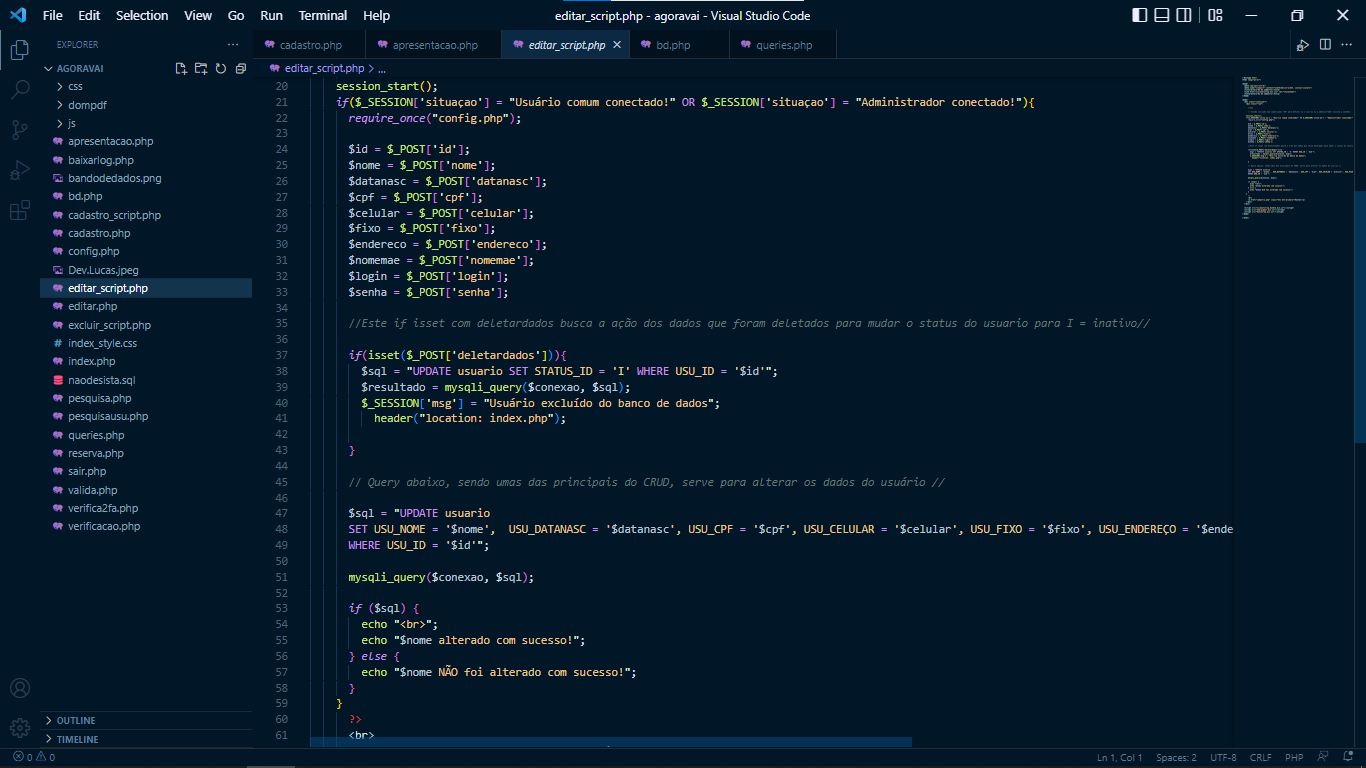 File Edit Selection View Go Run Terminal Help
editar_script.php - agoravai - Visual Studio Code
EXPLORER
AGORAVAI
css
dompdf
js
apresentacao.php
baixarlog.php
bandodedados.png
bd.php
cadastro_script.php
cadastro.php
config.php
Dev.Lucas.jpeg
editar_script.php
editar.php
excluir_script.php
index_style.css
index.php
naodesista.sql
pesquisa.php
pesquisausu.php
queries.php
reserva.php
sair.php
valida.php
verifica2fa.php
verificacao.php
OUTLINE
TIMELINE
cadastro.php apresentacao.php editar_script.php bd.php queries.php
editar_script.php > ...
20 session_start();
21 if($_SESSION['situaçao'] = "Usuário comum conectado!" OR $_SESSION['situaçao'] = "Administrador conectado!"){
22 require_once("config.php");
23
24 $id = $_POST['id'];
25 $nome = $_POST['nome'];
26 $datanasc = $_POST['datanasc'];
27 $cpf = $_POST['cpf'];
28 $celular = $_POST['celular'];
29 $fixo = $_POST['fixo'];
30 $endereco = $_POST['endereco'];
31 $nomemae = $_POST['nomemae'];
32 $login = $_POST['login'];
33 $senha = $_POST['senha'];
34
35 //Este if isset com deletardados busca a ação dos dados que foram deletados para mudar o status do usuario para I = inativo//
36
37 if(isset($_POST['deletardados'])){
38 $sql = "UPDATE usuario SET STATUS_ID = 'I' WHERE USU_ID = '$id'";
39 $resultado = mysqli_query($conexao, $sql);
40 $_SESSION['msg'] = "Usuário excluído do banco de dados";
41 header("location: index.php");
42
43 }
44
45 // Query abaixo, sendo umas das principais do CRUD, serve para alterar os dados do usuário //
46
47 $sql = "UPDATE usuario
48 SET USU_NOME = '$nome', USU_DATANASC = '$datanasc', USU_CPF = '$cpf', USU_CELULAR = '$celular', USU_FIXO = '$fixo', USU_ENDEREÇO = '$ende
49 WHERE USU_ID = '$id'";
50
51 mysqli_query($conexao, $sql);
52
53 if ($sql) {
54 echo "<br>";
55 echo "$nome alterado com sucesso!";
56 } else {
57 echo "$nome NÃO foi alterado com sucesso!";
58 }
59 }
60 ?>
61 <br>
0 0
Ln 1, Col 1 Spaces: 2 UTF-8 CRLF PHP